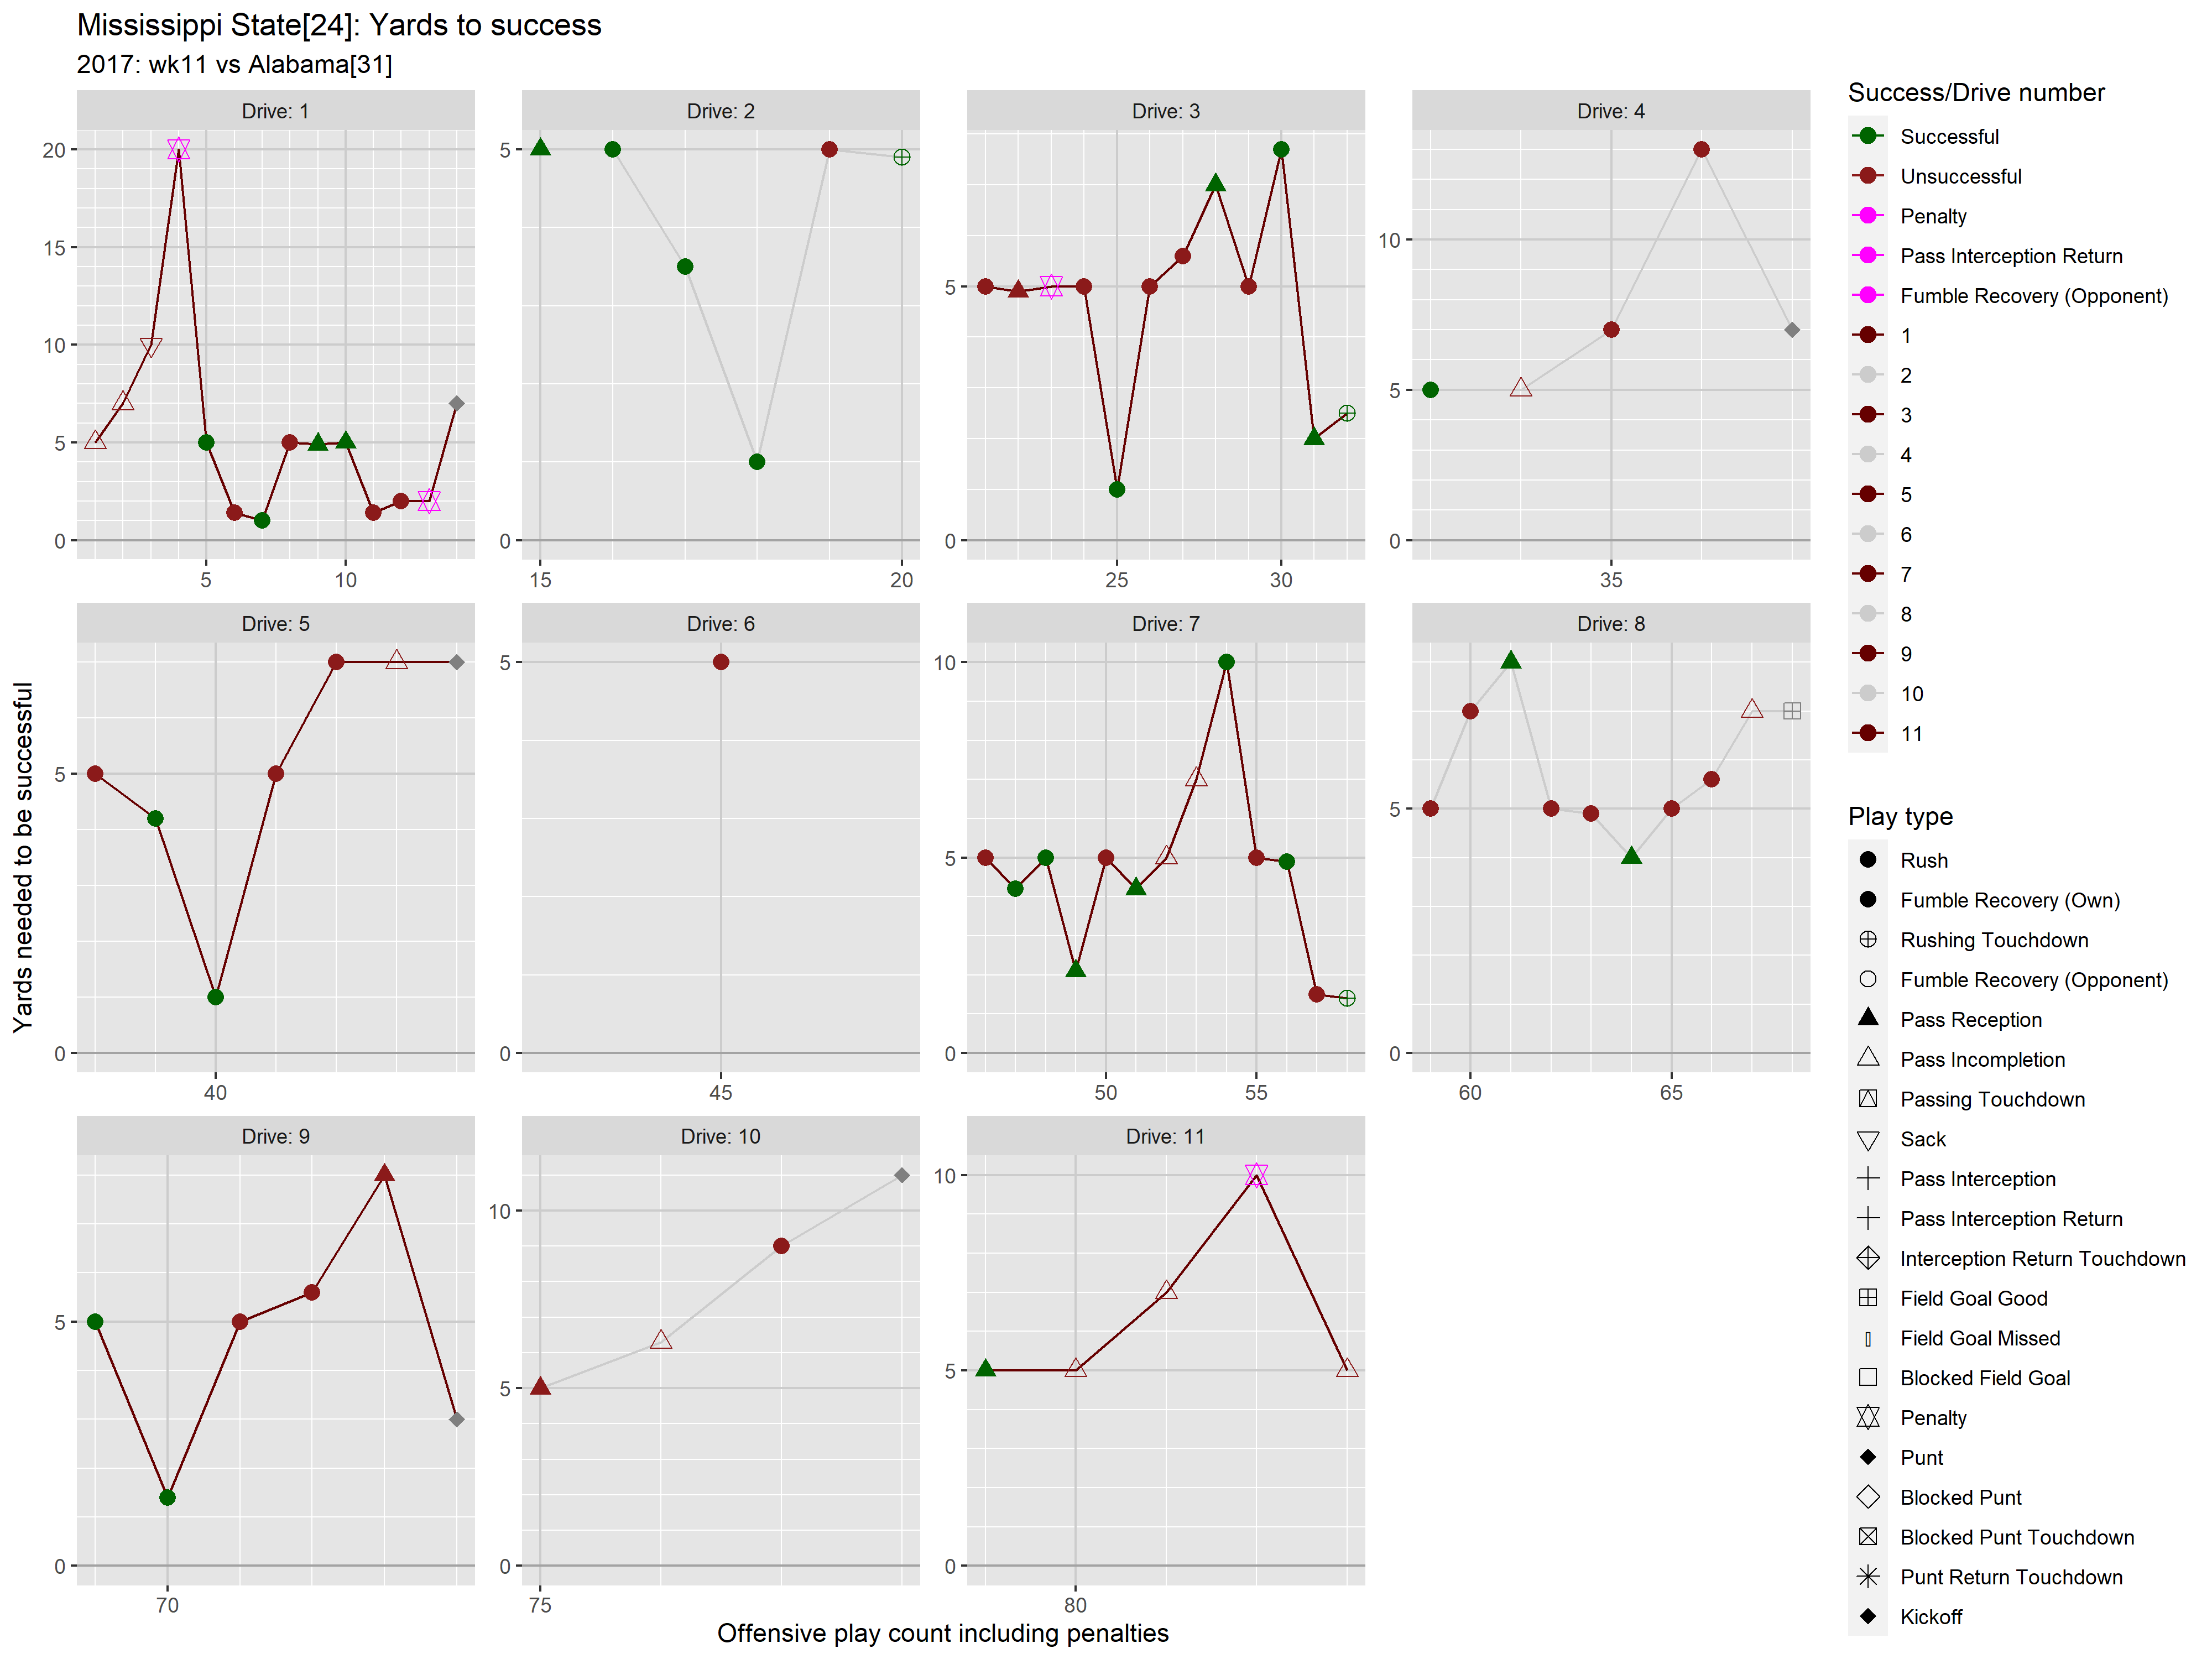 Mississippi State[24]: Yards to success
2017: wk11 vs Alabama[31]
Drive: 1
Drive: 2
Drive: 3
Drive: 4
20
15
10
5
0
5
10
5
0
15
20
5
0
25
30
10
5
0
35
Drive: 5
Drive: 6
Drive: 7
Drive: 8
5
0
40
5
0
45
10
5
0
50
55
5
0
60
65
Drive: 9
Drive: 10
Drive: 11
5
0
70
10
5
0
75
10
5
0
80
Yards needed to be successful
Offensive play count including penalties
Success/Drive number
Successful
Unsuccessful
Penalty
Pass Interception Return
Fumble Recovery (Opponent)
1
2
3
4
5
6
7
8
9
10
11
Play type
Rush
Fumble Recovery (Own)
Rushing Touchdown
Fumble Recovery (Opponent)
Pass Reception
Pass Incompletion
Passing Touchdown
Sack
Pass Interception
Pass Interception Return
Interception Return Touchdown
Field Goal Good
Field Goal Missed
Blocked Field Goal
Penalty
Punt
Blocked Punt
Blocked Punt Touchdown
Punt Return Touchdown
Kickoff